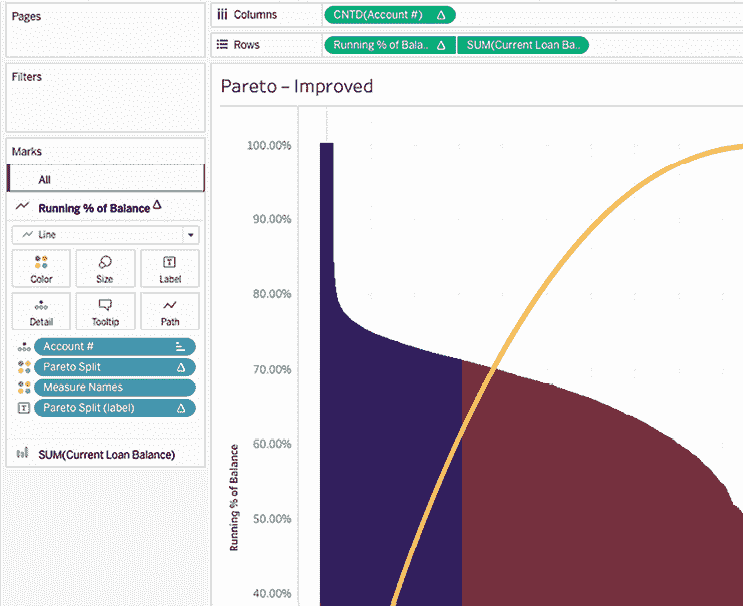 Pages
Columns
CNTD(Account #)
Rows
Running % of Bala..
SUM(Current Loan Ba..
Filters
Pareto – Improved
Marks
All
Running % of Balance
Line
Color
Size
Label
Detail
Tooltip
Path
Account #
Pareto Split
Measure Names
Pareto Split (label)
SUM(Current Loan Balance)
Running % of Balance
100.00%
90.00%
80.00%
70.00%
60.00%
50.00%
40.00%